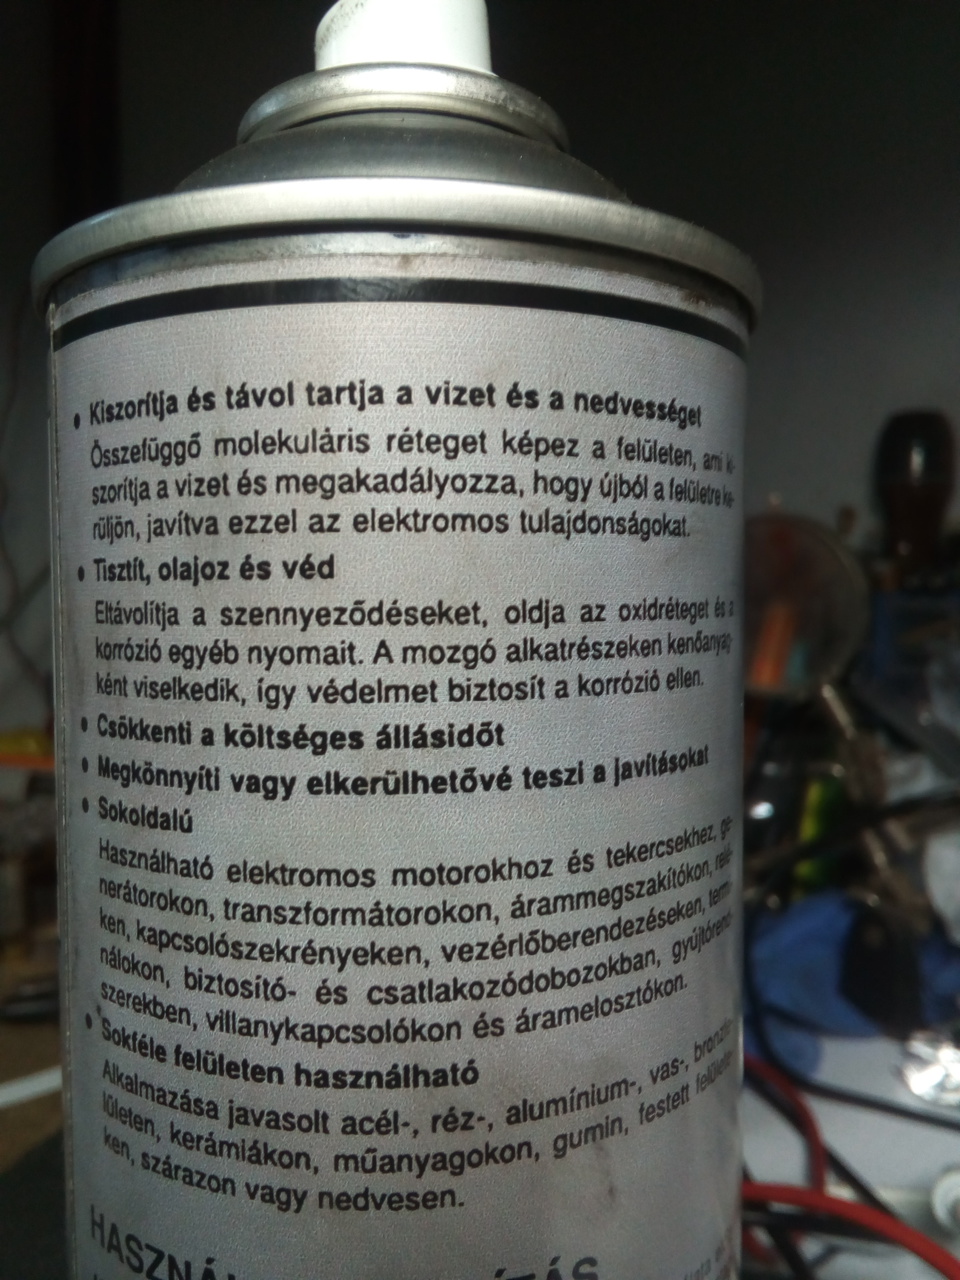 • Kiszorítja és távol tartja a vizet és a nedvességet
Összefüggő molekuláris réteget képez a felületen, ami ki-
szorítja a vizet és megakadályozza, hogy újból a felületre ke-
rüljön, javítva ezzel az elektromos tulajdonságokat.
• Tisztít, olajoz és véd
Eltávolítja a szennyeződéseket, oldja az oxidréteget és a
korrózió egyéb nyomait. A mozgó alkatrészeken kenőanyag-
ként viselkedik, így védelmet biztosít a korrózió ellen.
• Csökkenti a költséges állásidőt
• Megkönnyíti vagy elkerülhetővé teszi a javításokat
• Sokoldalú
Használható elektromos motorokhoz és tekercsekhez, ge-
nerátorokon, transzformátorokon, árammegszakítókon, relé-
ken, kapcsolószekrényeken, vezérlőberendezéseken, termi-
nálokon, biztosító- és csatlakozódobozokban, gyújtórend-
szerekben, villanykapcsolókon és áramelosztókon.
• Sokféle felületen használható
Alkalmazása javasolt acél-, réz-, alumínium-, vas-, bronzfe-
lületen, kerámiákon, műanyagokon, gumin, festett felülete-
ken, szárazon vagy nedvesen.